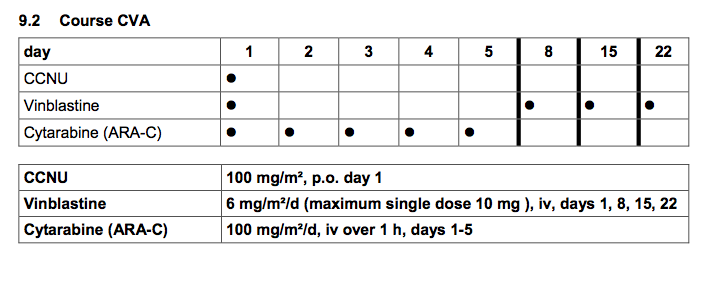 9.2 Course CVA
day 1 2 3 4 5 8 15 22
CCNU ●
Vinblastine ● ● ● ●
Cytarabine (ARA-C) ● ● ● ● ●
CCNU 100 mg/m², p.o. day 1
Vinblastine 6 mg/m²/d (maximum single dose 10 mg ), iv, days 1, 8, 15, 22
Cytarabine (ARA-C) 100 mg/m²/d, iv over 1 h, days 1-5